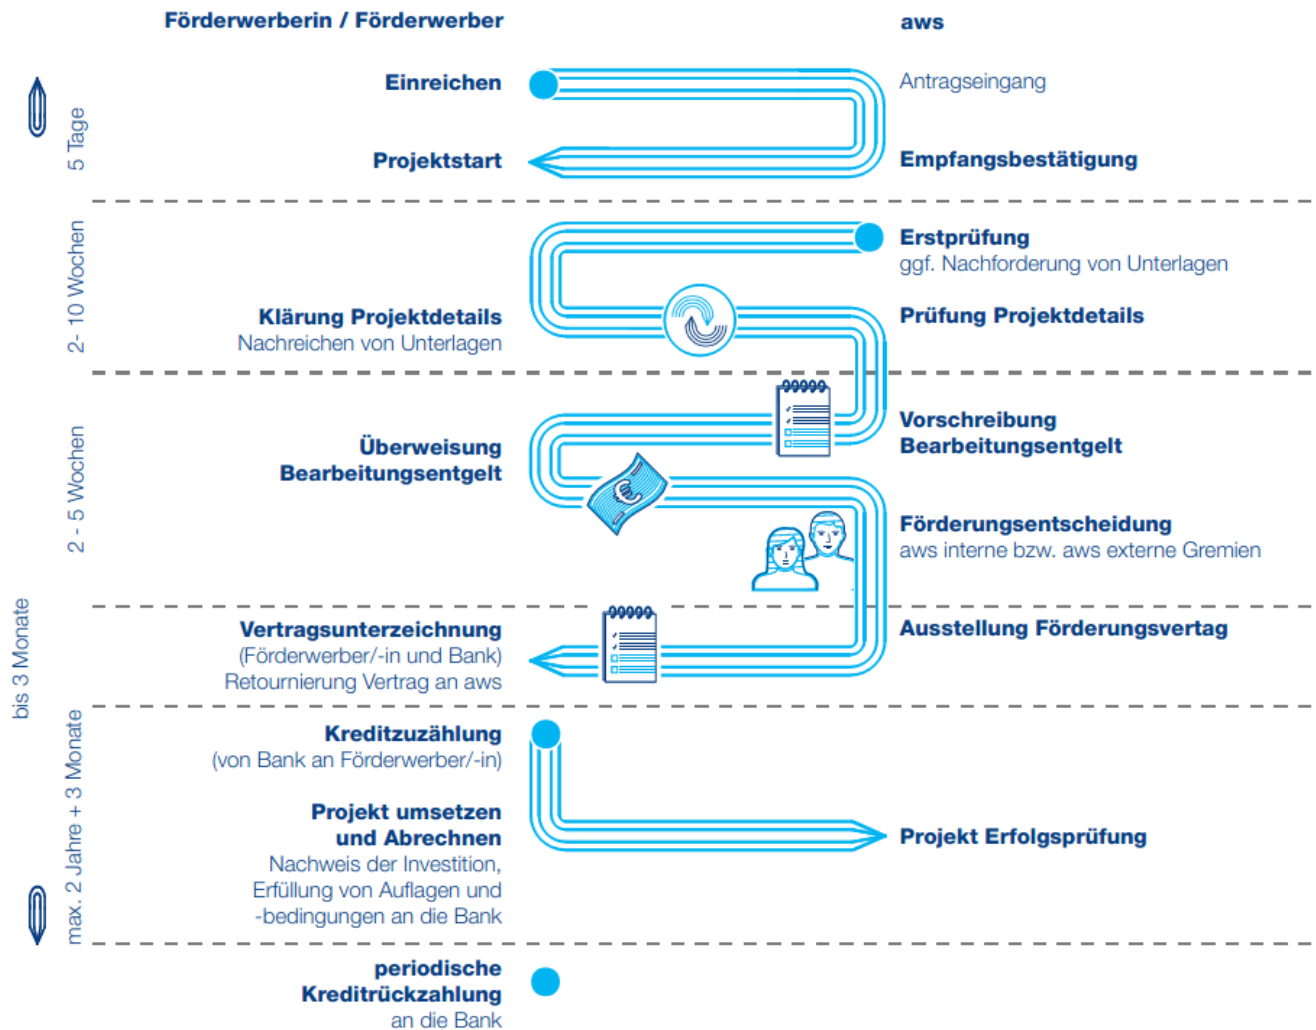 Förderwerberin / Förderwerber
aws
Einreichen
Antragseingang
5 Tage
Projektstart
Empfangsbestätigung
2- 10 Wochen
Erstprüfung
ggf. Nachforderung von Unterlagen
Klärung Projektdetails
Nachreichen von Unterlagen
Prüfung Projektdetails
2 - 5 Wochen
Vorschreibung
Bearbeitungsentgelt
Überweisung
Bearbeitungsentgelt
€
Förderungsentscheidung
aws interne bzw. aws externe Gremien
bis 3 Monate
Vertragsunterzeichnung
(Förderwerber/-in und Bank)
Retournierung Vertrag an aws
Ausstellung Förderungsvertag
max. 2 Jahre + 3 Monate
Kreditzuzählung
(von Bank an Förderwerber/-in)
Projekt umsetzen
und Abrechnen
Nachweis der Investition,
Erfüllung von Auflagen und
-bedingungen an die Bank
Projekt Erfolgsprüfung
periodische
Kreditrückzahlung
an die Bank